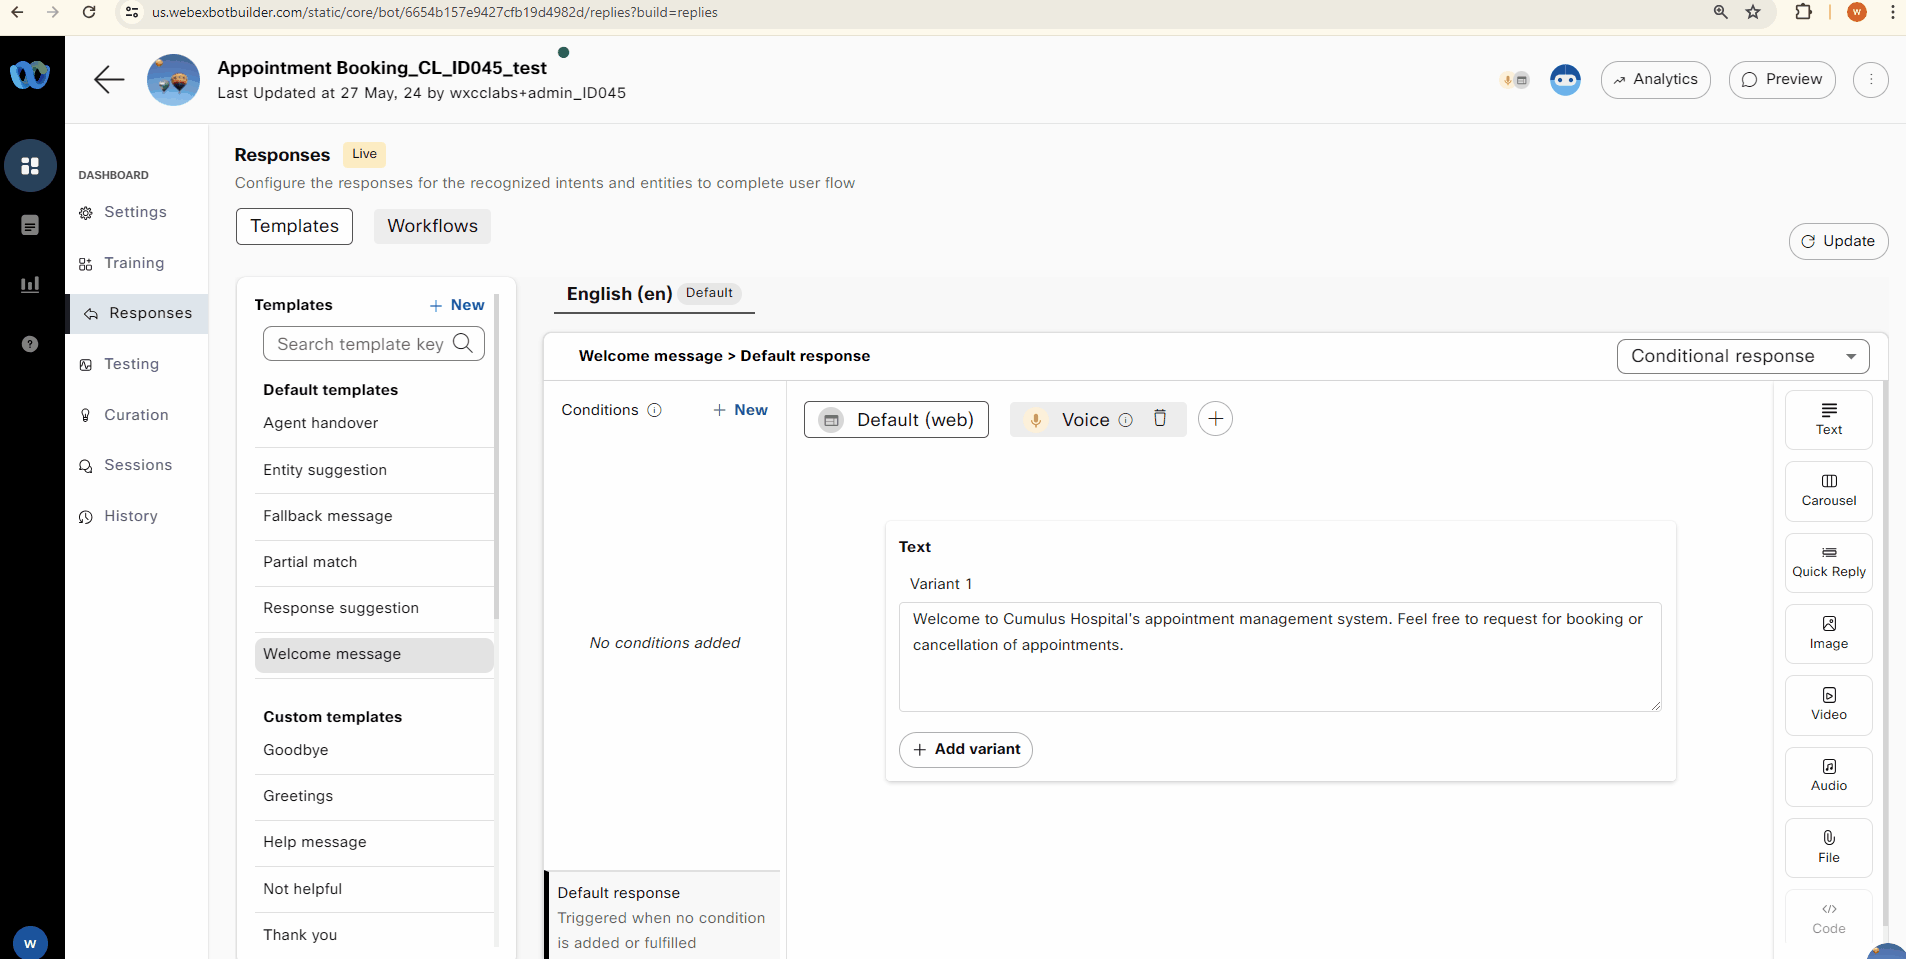 us.webexbotbuilder.com/static/core/bot/6654b157e9427cfb19d4982d/replies?build=replies
w
Appointment Booking_CL_ID045_test
Last Updated at 27 May, 24 by wxcclabs+admin_ID045
Analytics
Preview
DASHBOARD
Settings
Training
Responses
Testing
Curation
Sessions
History
?
w
Responses
Live
Configure the responses for the recognized intents and entities to complete user flow
Templates
Workflows
Update
Templates
+ New
Search template key
Default templates
Agent handover
Entity suggestion
Fallback message
Partial match
Response suggestion
Welcome message
Custom templates
Goodbye
Greetings
Help message
Not helpful
Thank you
English (en)
Default
Welcome message > Default response
Conditional response
Conditions
+ New
No conditions added
Default response
Triggered when no condition
is added or fulfilled
Default (web)
Voice
Text
Variant 1
Welcome to Cumulus Hospital's appointment management system. Feel free to request for booking or
cancellation of appointments.
+ Add variant
Text
Carousel
Quick Reply
Image
Video
Audio
File
Code